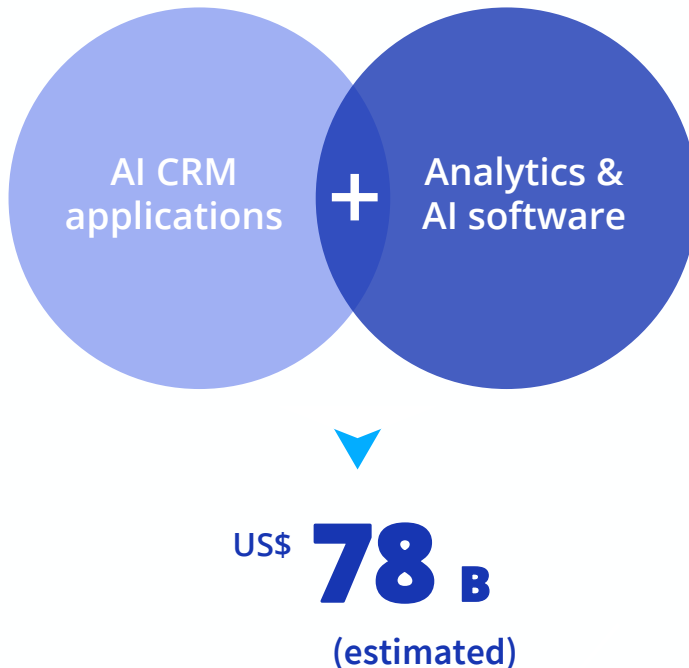 AI CRM
applications
+
Analytics &
AI software
US$ 78 B
(estimated)